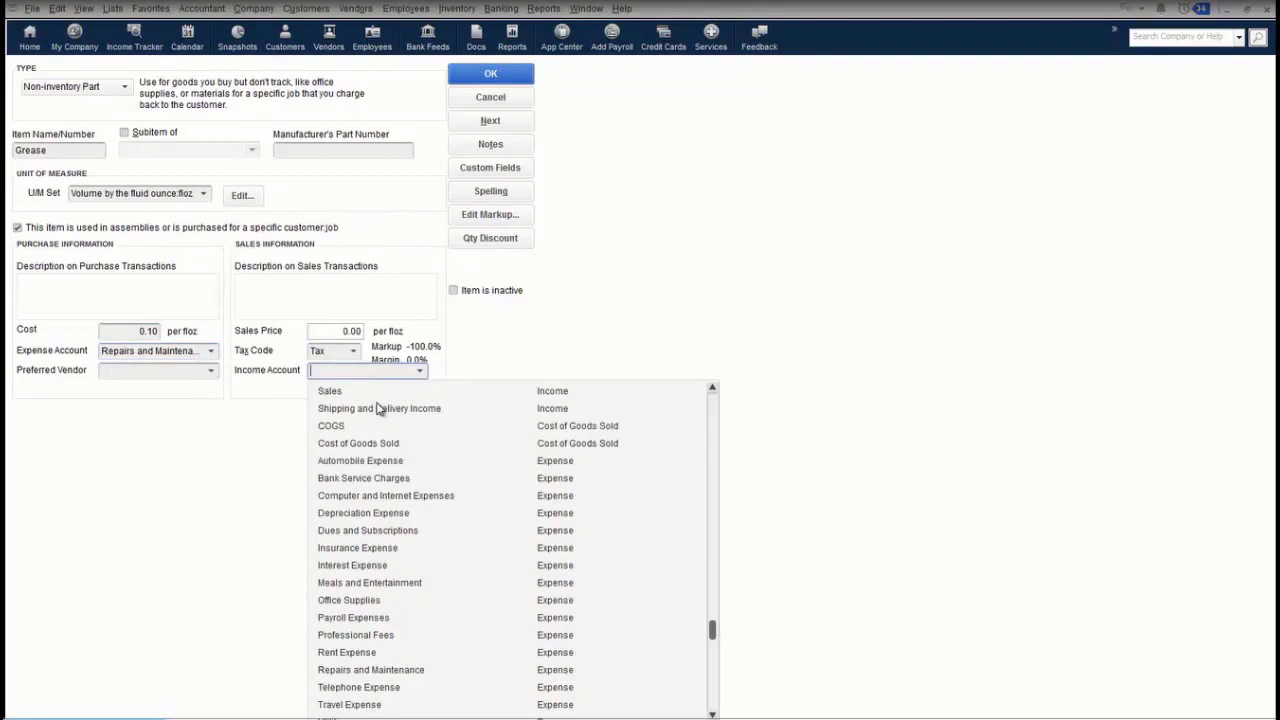 File Edit View Lists Favorites Accountant Company Customers Vendors Employees Inventory Banking Reports Window Help
34
Home My Company Income Tracker Calendar Snapshots Customers Vendors Employees Bank Feeds Docs Reports App Center Add Payroll Credit Cards Services Feedback
» Search Company or Help
TYPE
Non-inventory Part
Use for goods you buy but don't track, like office
supplies, or materials for a specific job that you charge
back to the customer.
OK
Cancel
Next
Notes
Custom Fields
Spelling
Edit Markup...
Qty Discount
Item Name/Number Subitem of Manufacturer's Part Number
Grease
UNIT OF MEASURE
U/M Set Volume by the fluid ounce:floz Edit...
This item is used in assemblies or is purchased for a specific customer:job
PURCHASE INFORMATION SALES INFORMATION
Description on Purchase Transactions Description on Sales Transactions
Item is inactive
Cost 0.10 per floz Sales Price 0.00 per floz
Expense Account Repairs and Maintena... Tax Code Tax Markup -100.0%
Margin 0.0%
Preferred Vendor Income Account
Sales Income
Shipping and Delivery Income Income
COGS Cost of Goods Sold
Cost of Goods Sold Cost of Goods Sold
Automobile Expense Expense
Bank Service Charges Expense
Computer and Internet Expenses Expense
Depreciation Expense Expense
Dues and Subscriptions Expense
Insurance Expense Expense
Interest Expense Expense
Meals and Entertainment Expense
Office Supplies Expense
Payroll Expenses Expense
Professional Fees Expense
Rent Expense Expense
Repairs and Maintenance Expense
Telephone Expense Expense
Travel Expense Expense